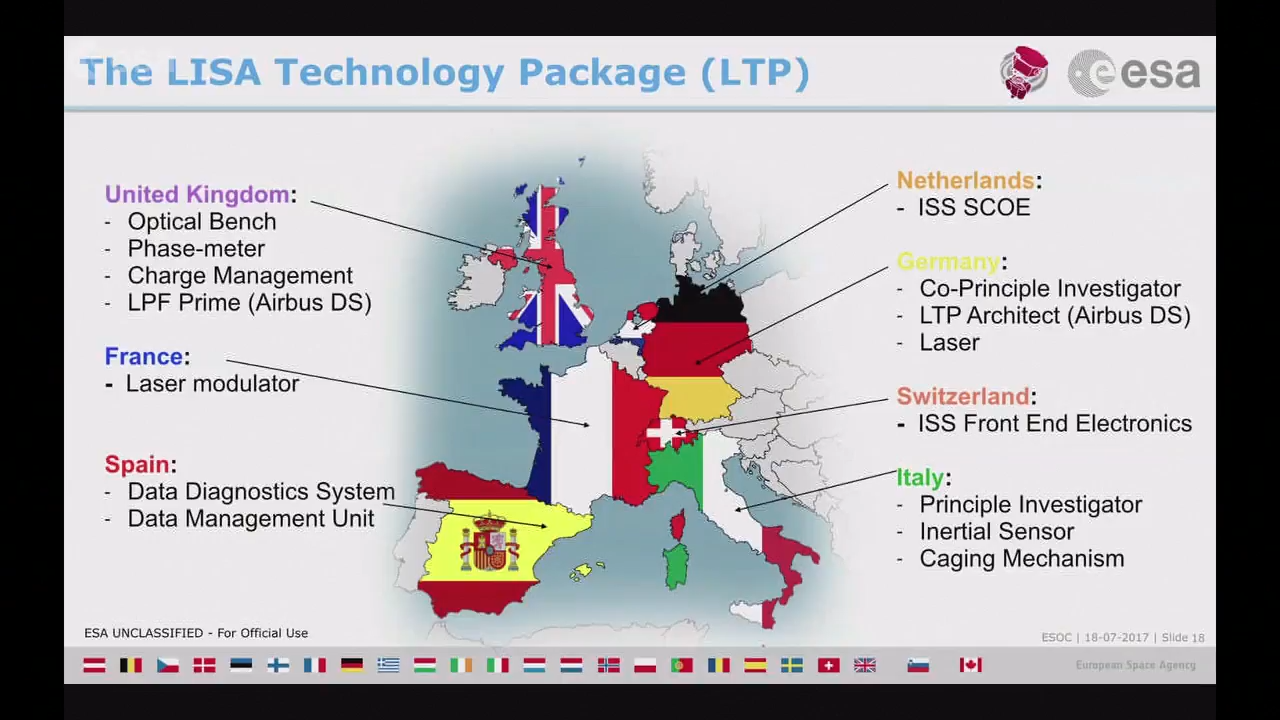 The LISA Technology Package (LTP)
esa
United Kingdom:
- Optical Bench
- Phase-meter
- Charge Management
- LPF Prime (Airbus DS)
France:
- Laser modulator
Spain:
- Data Diagnostics System
- Data Management Unit
Netherlands:
- ISS SCOE
Germany:
- Co-Principle Investigator
- LTP Architect (Airbus DS)
- Laser
Switzerland:
- ISS Front End Electronics
Italy:
- Principle Investigator
- Inertial Sensor
- Caging Mechanism
ESA UNCLASSIFIED - For Official Use
ESOC | 18-07-2017 | Slide 18
European Space Agency